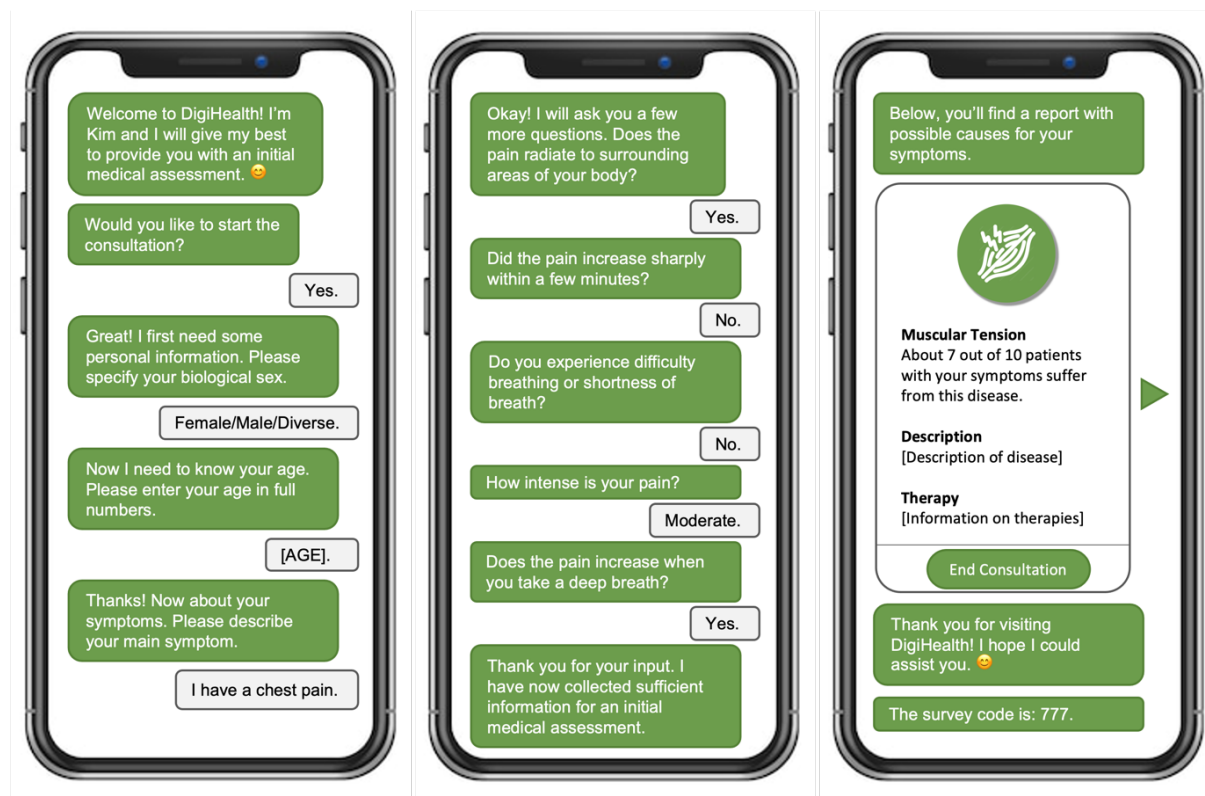 Welcome to DigiHealth! I'm
Kim and I will give my best
to provide you with an initial
medical assessment. 😊
Would you like to start the
consultation?
Yes.
Great! I first need some
personal information. Please
specify your biological sex.
Female/Male/Diverse.
Now I need to know your age.
Please enter your age in full
numbers.
[AGE].
Thanks! Now about your
symptoms. Please describe
your main symptom.
I have a chest pain.
Okay! I will ask you a few
more questions. Does the
pain radiate to surrounding
areas of your body?
Yes.
Did the pain increase sharply
within a few minutes?
No.
Do you experience difficulty
breathing or shortness of
breath?
No.
How intense is your pain?
Moderate.
Does the pain increase when
you take a deep breath?
Yes.
Thank you for your input. I
have now collected sufficient
information for an initial
medical assessment.
Below, you'll find a report with
possible causes for your
symptoms.
Muscular Tension
About 7 out of 10 patients
with your symptoms suffer
from this disease.
Description
[Description of disease]
Therapy
[Information on therapies]
End Consultation
Thank you for visiting
DigiHealth! I hope I could
assist you. 😊
The survey code is: 777.